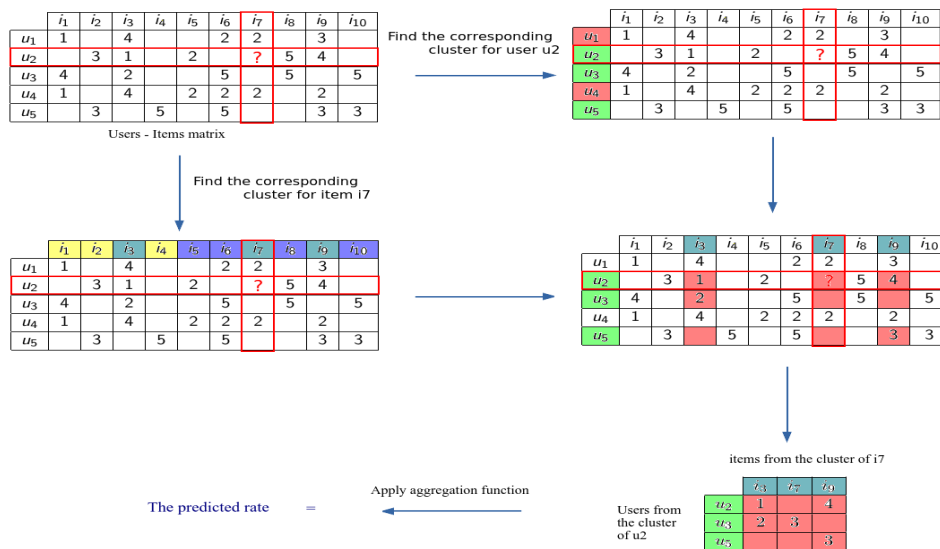 i1 i2 i3 i4 i5 i6 i7 i8 i9 i10
u1 1 4 2 2 3
u2 3 1 2 ? 5 4
u3 4 2 5 5 5
u4 1 4 2 2 2 2
u5 3 5 5 3 3
Users - Items matrix
Find the corresponding
cluster for user u2
i1 i2 i3 i4 i5 i6 i7 i8 i9 i10
u1 1 4 2 2 3
u2 3 1 2 ? 5 4
u3 4 2 5 5 5
u4 1 4 2 2 2 2
u5 3 5 5 3 3
Find the corresponding
cluster for item i7
i1 i2 i3 i4 i5 i6 i7 i8 i9 i10
u1 1 4 2 2 3
u2 3 1 2 ? 5 4
u3 4 2 5 5 5
u4 1 4 2 2 2 2
u5 3 5 5 3 3
i1 i2 i3 i4 i5 i6 i7 i8 i9 i10
u1 1 4 2 2 3
u2 3 1 2 ? 5 4
u3 4 2 5 5 5
u4 1 4 2 2 2 2
u5 3 5 5 3 3
items from the cluster of i7
i3 i7 i9
Users from
the cluster
of u2
u2 1 4
u3 2 3
u5 3
Apply aggregation function
The predicted rate =